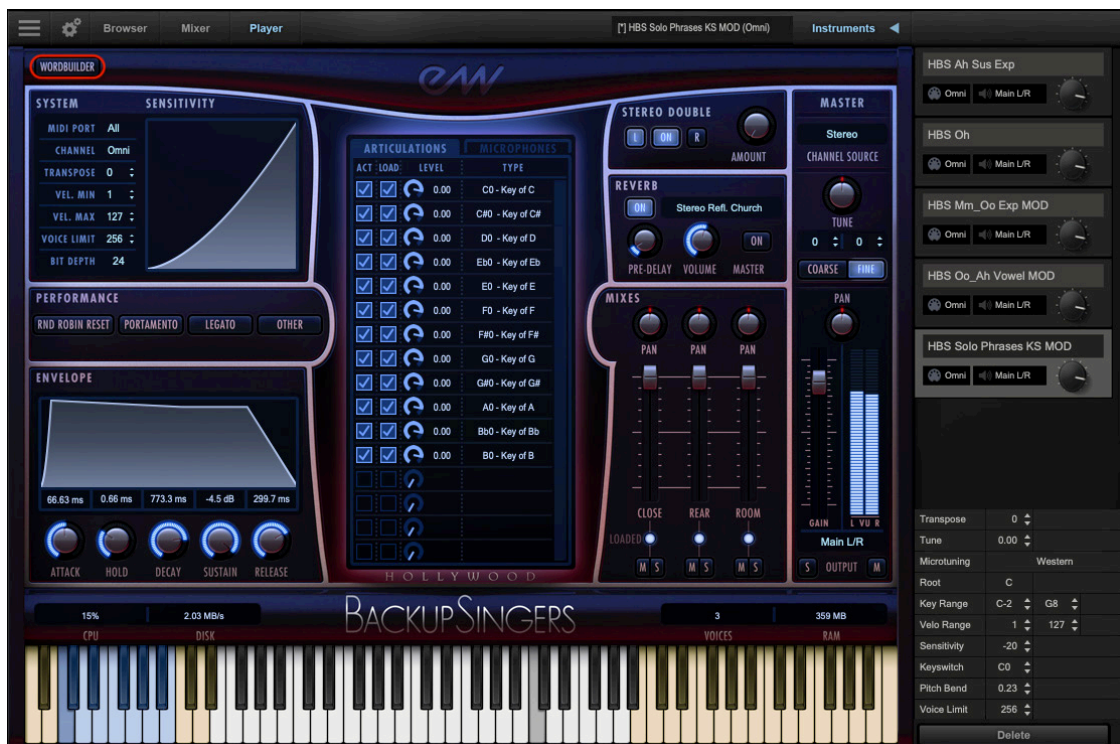 Browser Mixer Player [*] HBS Solo Phrases KS MOD (Omni) Instruments
WORDBUILDER
EW
SYSTEM SENSITIVITY
MIDI PORT All
CHANNEL Omni
TRANSPOSE 0
VEL. MIN 1
VEL. MAX 127
VOICE LIMIT 256
BIT DEPTH 24
PERFORMANCE
RND ROBIN RESET PORTAMENTO LEGATO OTHER
ENVELOPE
66.63 ms 0.66 ms 773.3 ms -4.5 dB 299.7 ms
ATTACK HOLD DECAY SUSTAIN RELEASE
ARTICULATIONS MICROPHONES
ACT LOAD LEVEL TYPE
0.00 C0 - Key of C
0.00 C#0 - Key of C#
0.00 D0 - Key of D
0.00 Eb0 - Key of Eb
0.00 E0 - Key of E
0.00 F0 - Key of F
0.00 F#0 - Key of F#
0.00 G0 - Key of G
0.00 G#0 - Key of G#
0.00 A0 - Key of A
0.00 Bb0 - Key of Bb
0.00 B0 - Key of B
HOLLYWOOD
BACKUPSINGERS
STEREO DOUBLE
L ON R
AMOUNT
REVERB
ON Stereo Refl. Church
ON
PRE-DELAY VOLUME MASTER
MIXES
PAN PAN PAN
CLOSE REAR ROOM
LOADED
M S M S M S
MASTER
Stereo
CHANNEL SOURCE
TUNE
0 0
COARSE FINE
PAN
GAIN L VU R
Main L/R
S OUTPUT M
15% 2.03 MB/s 3 359 MB
CPU DISK VOICES RAM
HBS Ah Sus Exp
Omni Main L/R
HBS Oh
Omni Main L/R
HBS Mm_Oo Exp MOD
Omni Main L/R
HBS Oo_Ah Vowel MOD
Omni Main L/R
HBS Solo Phrases KS MOD
Omni Main L/R
Transpose 0
Tune 0.00
Microtuning Western
Root C
Key Range C-2 G8
Velo Range 1 127
Sensitivity -20
Keyswitch C0
Pitch Bend 0.23
Voice Limit 256
Delete